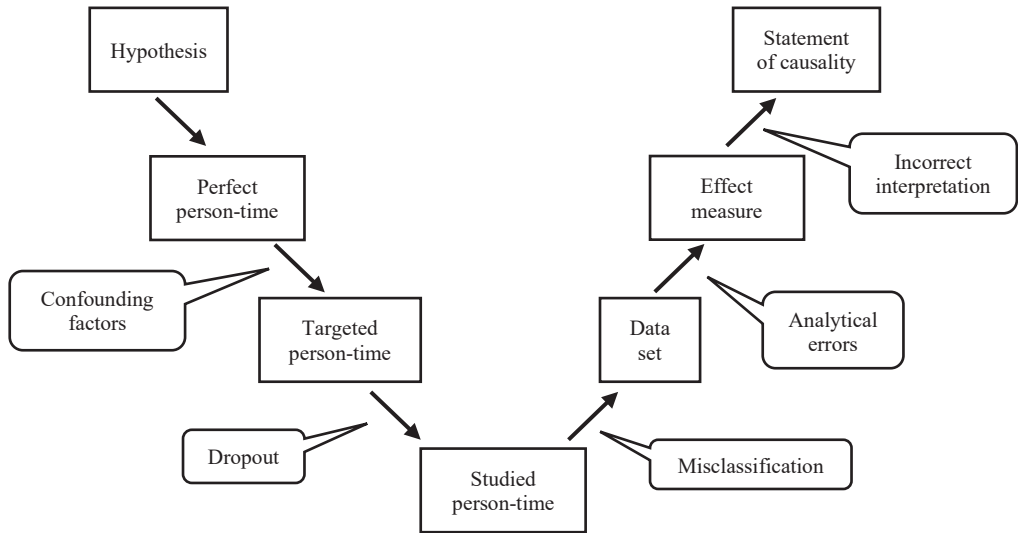 Hypothesis
Statement
of causality
Perfect
person-time
Effect
measure
Incorrect
interpretation
Confounding
factors
Targeted
person-time
Data
set
Analytical
errors
Dropout
Studied
person-time
Misclassification